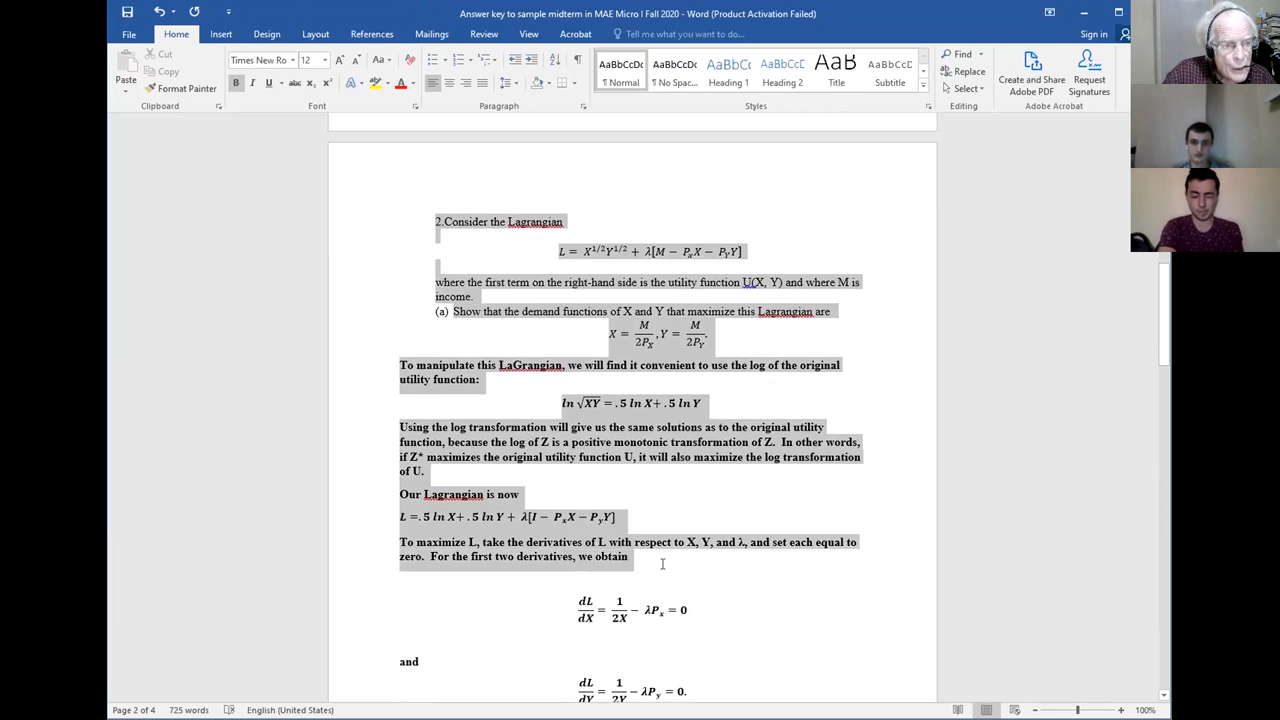 Answer key to sample midterm in MAE Micro I Fall 2020 - Word (Product Activation Failed)
File Home Insert Design Layout References Mailings Review View Acrobat Tell me what you want to do... Sign in
Paste
Cut
Copy
Format Painter
Clipboard
Times New Ro 12
Font
Paragraph
AaBbCcDc AaBbCcDc AaBbCc AaBbCcD AaB AaBbCcD
¶ Normal ¶ No Spac... Heading 1 Heading 2 Title Subtitle
Styles
Find
Replace
Select
Editing
Create and Share
Adobe PDF
Request
Signatures
Adobe Acrobat
2.Consider the Lagrangian
L = X^{1/2}Y^{1/2} + λ[M − P_xX − P_YY]
where the first term on the right-hand side is the utility function U(X, Y) and where M is
income.
(a) Show that the demand functions of X and Y that maximize this Lagrangian are
X = M/2P_X , Y = M/2P_Y.
To manipulate this LaGrangian, we will find it convenient to use the log of the original
utility function:
ln √XY = .5 ln X+ .5 ln Y
Using the log transformation will give us the same solutions as to the original utility
function, because the log of Z is a positive monotonic transformation of Z. In other words,
if Z* maximizes the original utility function U, it will also maximize the log transformation
of U.
Our Lagrangian is now
L =.5 ln X+ .5 ln Y + λ[I − P_xX − P_yY]
To maximize L, take the derivatives of L with respect to X, Y, and λ, and set each equal to
zero. For the first two derivatives, we obtain
dL/dX = 1/2X − λP_x = 0
and
dL/dY = 1/2Y − λP_y = 0.
Page 2 of 4 725 words English (United States) 100%